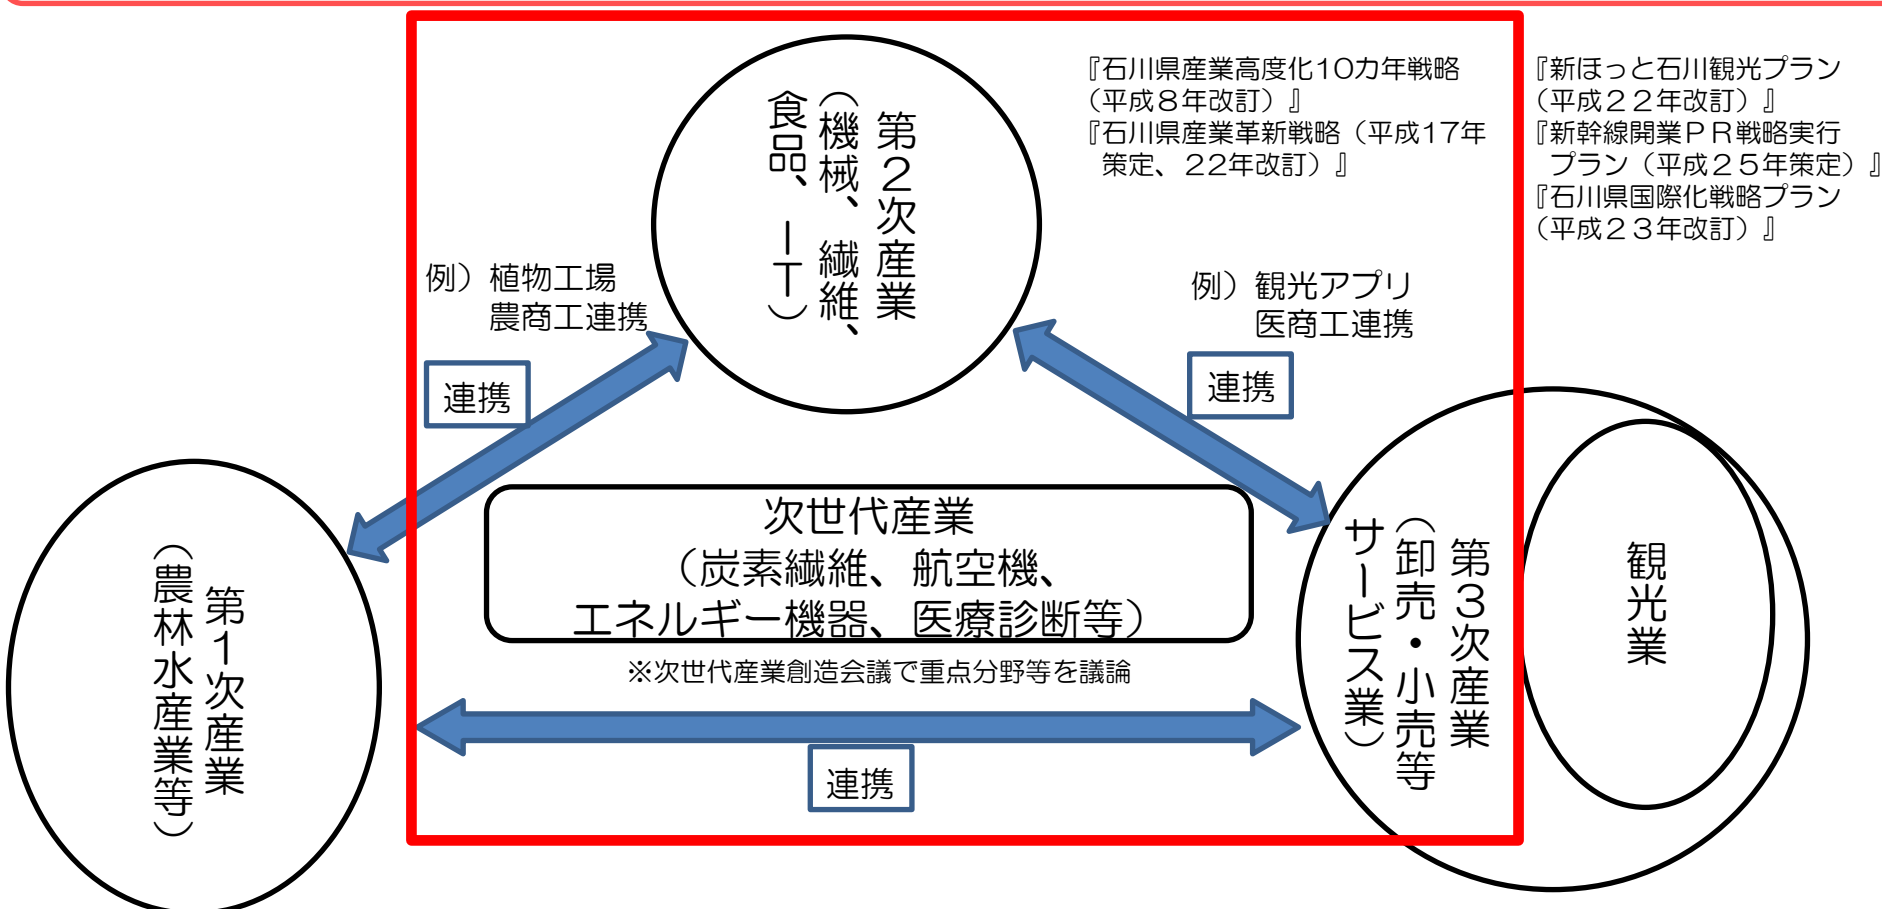 『石川県産業高度化10カ年戦略
（平成８年改訂）』
『石川県産業革新戦略（平成17年
策定、22年改訂）』
『新ほっと石川観光プラン
（平成２２年改訂）』
『新幹線開業ＰＲ戦略実行
プラン（平成２５年策定）』
『石川県国際化戦略プラン
（平成２３年改訂）』
第２次産業
（機械、繊維、
食品、ＩＴ）
例）植物工場
農商工連携
連携
例）観光アプリ
医商工連携
連携
次世代産業
（炭素繊維、航空機、
エネルギー機器、医療診断等）
※次世代産業創造会議で重点分野等を議論
連携
第１次産業
（農林水産業等）
第３次産業
（卸売・小売等
サービス業）
観光業